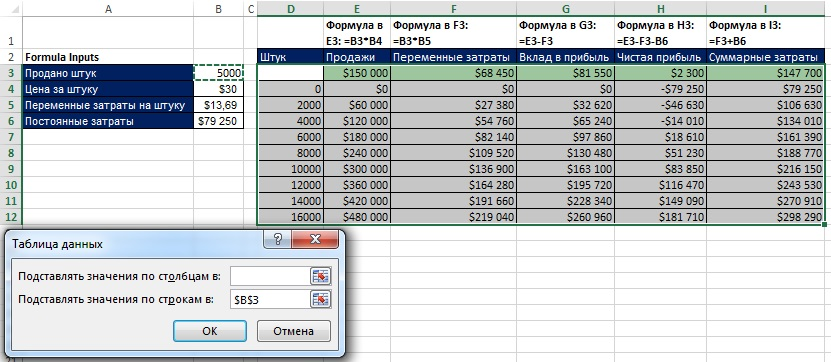 A B C D E F G H I
Формула в Формула в F3: Формула в G3: Формула в H3: Формула в I3:
1 E3: =B3*B4 =B3*B5 =E3-F3 =E3-F3-B6 =F3+B6
2 Formula Inputs Штук Продажи Переменные затраты Вклад в прибыль Чистая прибыль Суммарные затраты
3 Продано штук 5000 $150 000 $68 450 $81 550 $2 300 $147 700
4 Цена за штуку $30 0 $0 $0 $0 -$79 250 $79 250
5 Переменные затраты на штуку $13,69 2000 $60 000 $27 380 $32 620 -$46 630 $106 630
6 Постоянные затраты $79 250 4000 $120 000 $54 760 $65 240 -$14 010 $134 010
7 6000 $180 000 $82 140 $97 860 $18 610 $161 390
8 8000 $240 000 $109 520 $130 480 $51 230 $188 770
9 10000 $300 000 $136 900 $163 100 $83 850 $216 150
10 12000 $360 000 $164 280 $195 720 $116 470 $243 530
11 14000 $420 000 $191 660 $228 340 $149 090 $270 910
12 16000 $480 000 $219 040 $260 960 $181 710 $298 290
Таблица данных
Подставлять значения по столбцам в:
Подставлять значения по строкам в: $B$3
ОК Отмена